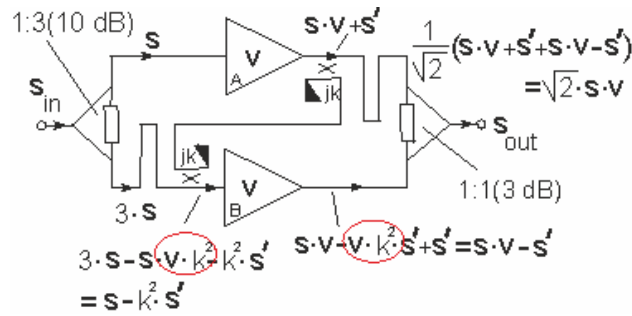 1:3(10 dB)
s
v
A
s·v+s'
jk
1/√2 (s·v+s'+s·v-s')
=√2·s·v
s_in
s_out
jk
3·s
v
B
1:1(3 dB)
3·s-s·v·k²-k²·s'
=s-k²·s'
s·v-v·k²·s'+s'=s·v-s'